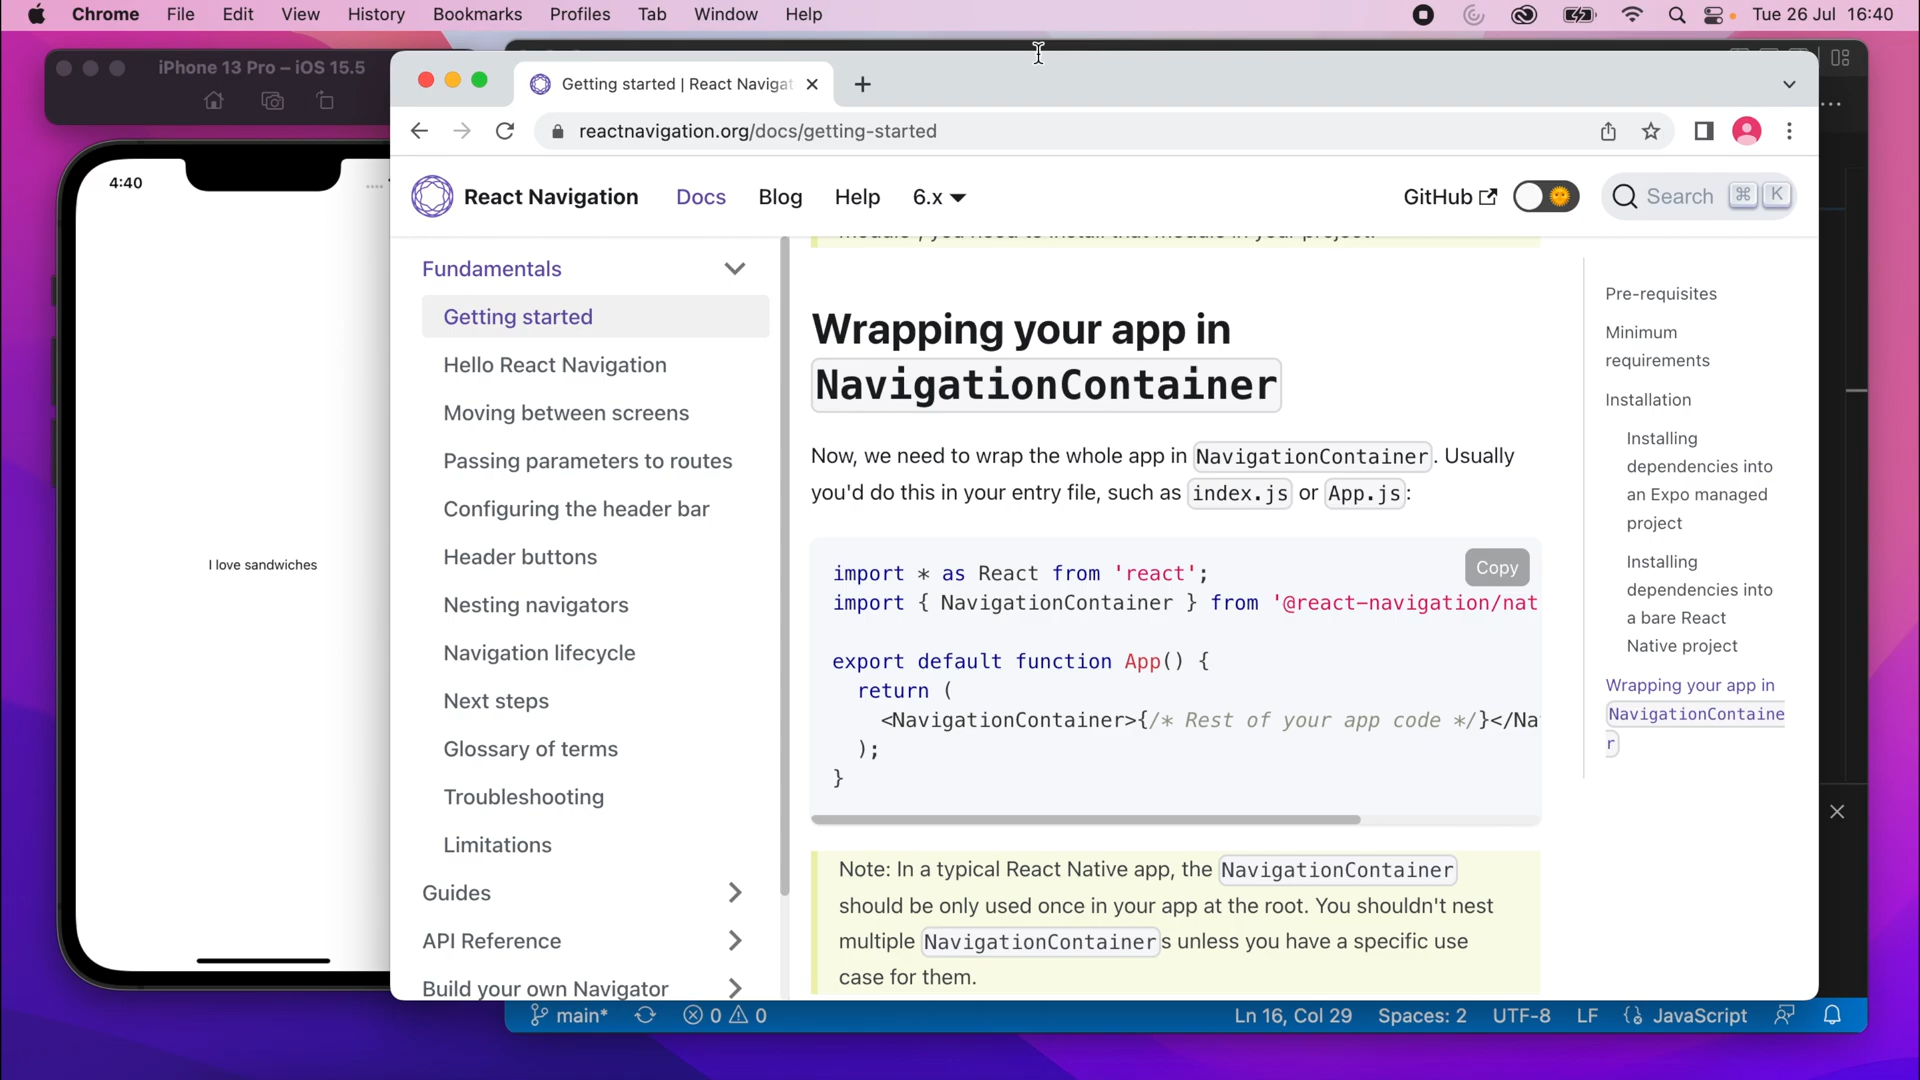 Chrome File Edit View History Bookmarks Profiles Tab Window Help Tue 26 Jul 16:40
iPhone 13 Pro – iOS 15.5
Getting started | React Navigat
reactnavigation.org/docs/getting-started
4:40
I love sandwiches
React Navigation Docs Blog Help 6.x GitHub Search ⌘ K
Fundamentals
Getting started
Hello React Navigation
Moving between screens
Passing parameters to routes
Configuring the header bar
Header buttons
Nesting navigators
Navigation lifecycle
Next steps
Glossary of terms
Troubleshooting
Limitations
Guides
API Reference
Build your own Navigator
module", you need to install that module in your project.
Wrapping your app in
NavigationContainer
Now, we need to wrap the whole app in NavigationContainer. Usually
you'd do this in your entry file, such as index.js or App.js:
Copy
import * as React from 'react';
import { NavigationContainer } from '@react-navigation/nat
export default function App() {
return (
<NavigationContainer>{/* Rest of your app code */}</Na
);
}
Note: In a typical React Native app, the NavigationContainer
should be only used once in your app at the root. You shouldn't nest
multiple NavigationContainers unless you have a specific use
case for them.
Pre-requisites
Minimum
requirements
Installation
Installing
dependencies into
an Expo managed
project
Installing
dependencies into
a bare React
Native project
Wrapping your app in
NavigationContaine
r
main* 0 0 Ln 16, Col 29 Spaces: 2 UTF-8 LF JavaScript